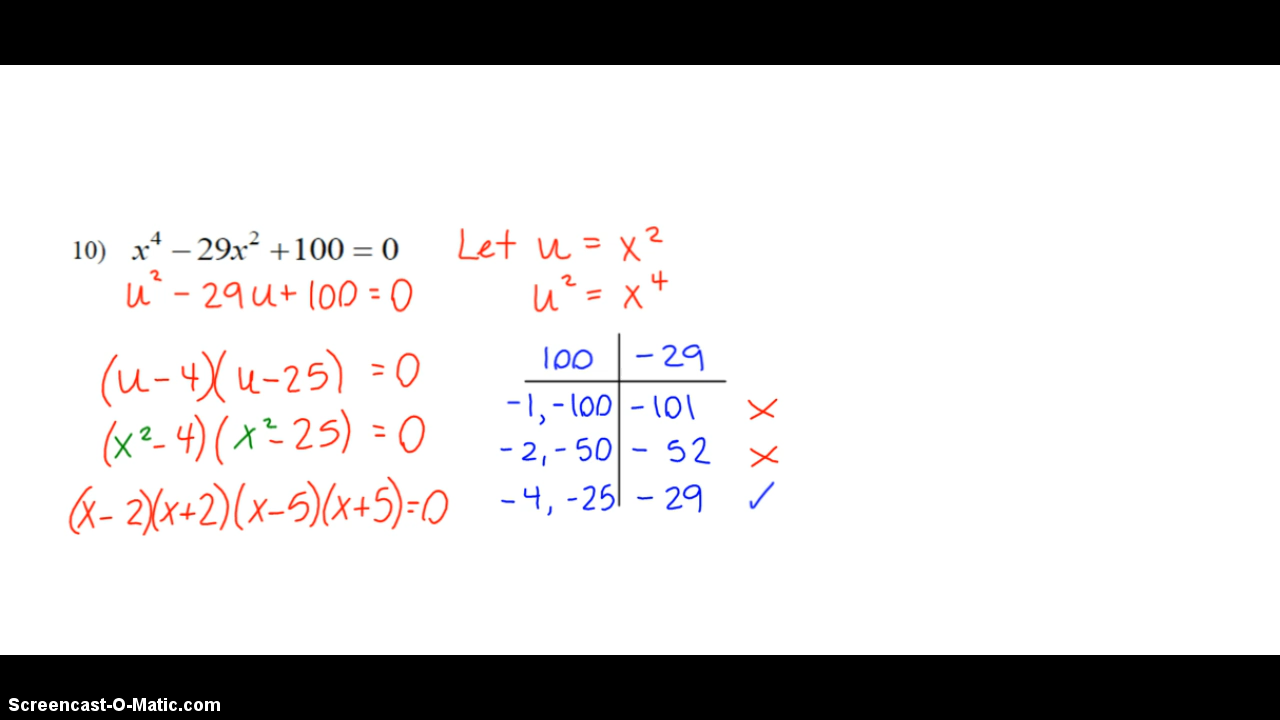 10) x⁴ − 29x² + 100 = 0 Let u = x²
u² − 29u + 100 = 0 u² = x⁴
100 | −29
(u − 4)(u − 25) = 0
−1, −100 | −101 ×
(x² − 4)(x² − 25) = 0
−2, −50 | −52 ×
(x − 2)(x + 2)(x − 5)(x + 5) = 0
−4, −25 | −29 ✓
Screencast-O-Matic.com